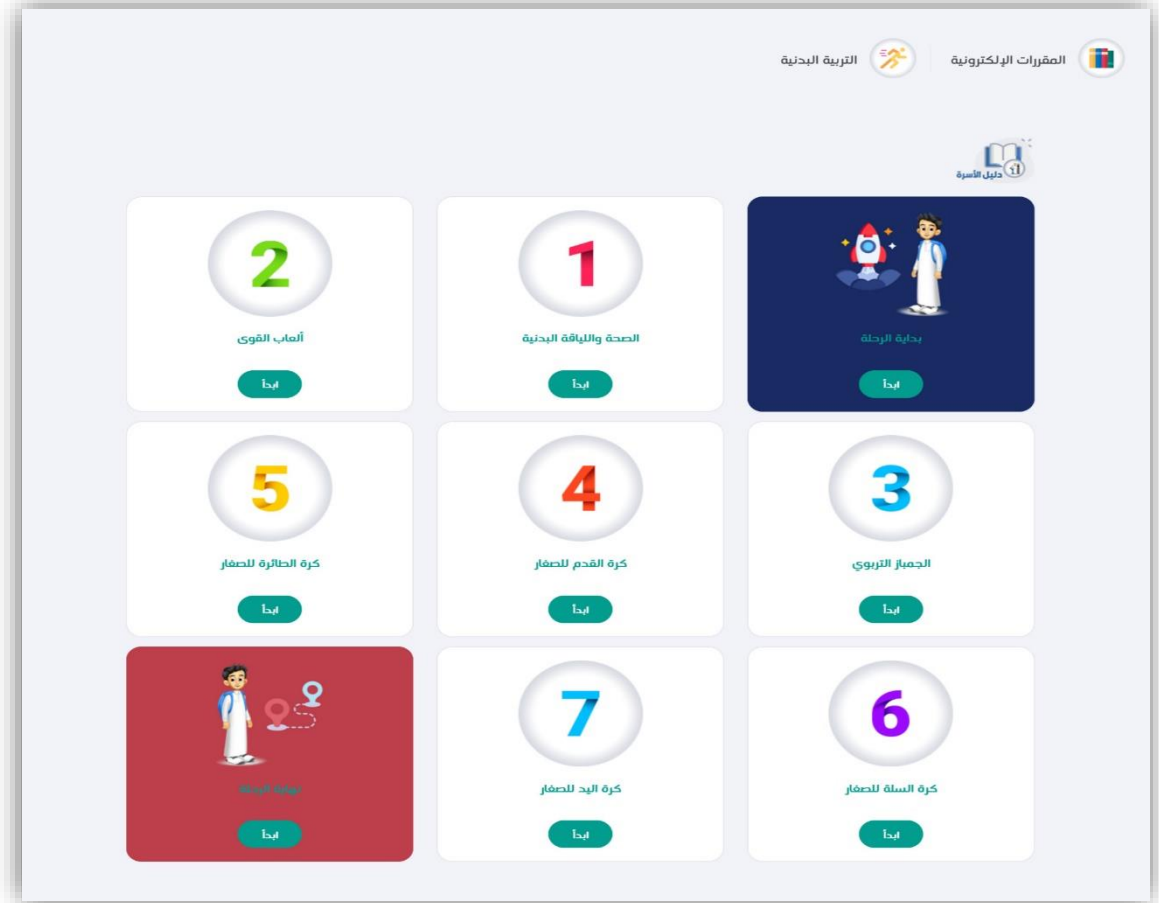 المقررات الإلكترونية
التربية البدنية
دليل الأسرة
بداية الرحلة
ابدأ
1
الصحة واللياقة البدنية
ابدأ
2
ألعاب القوى
ابدأ
3
الجمباز التربوي
ابدأ
4
كرة القدم للصغار
ابدأ
5
كرة الطائرة للصغار
ابدأ
6
كرة السلة للصغار
ابدأ
7
كرة اليد للصغار
ابدأ
نهاية الرحلة
ابدأ